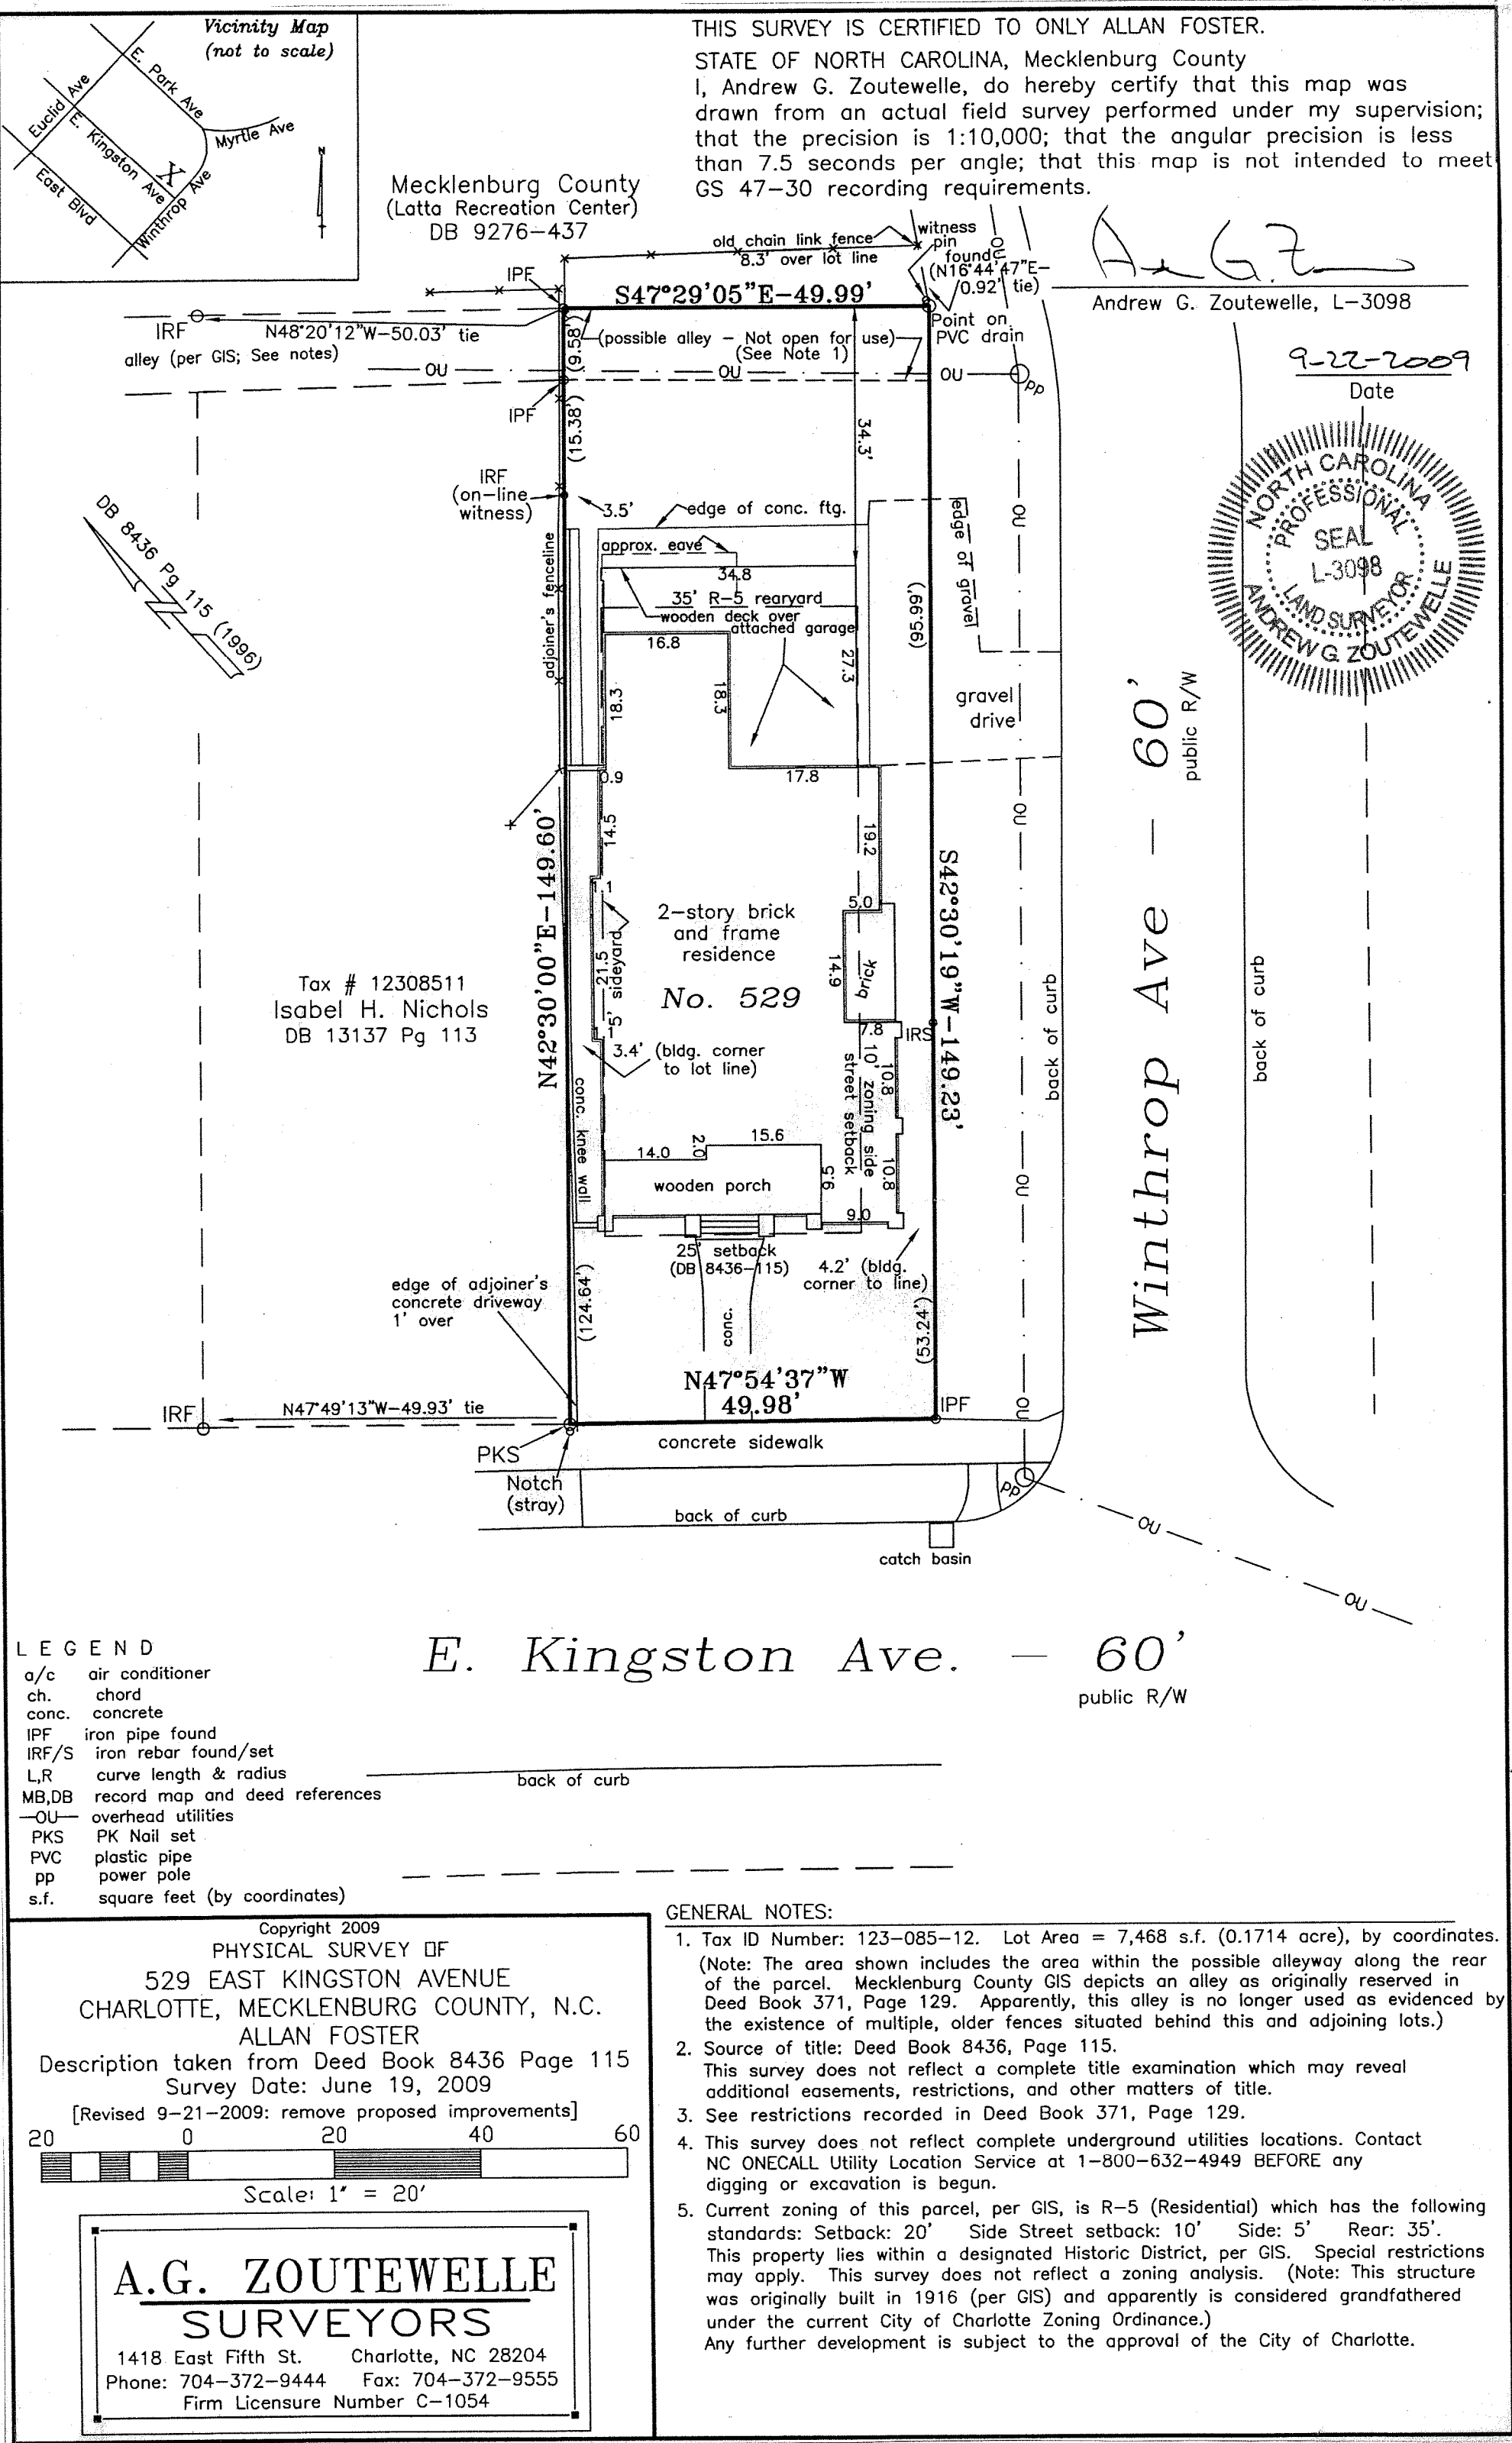 Vicinity Map
(not to scale)
E. Park Ave
Euclid Ave
E. Kingston Ave
Myrtle Ave
X
N
East Blvd
Winthrop Ave
THIS SURVEY IS CERTIFIED TO ONLY ALLAN FOSTER.
STATE OF NORTH CAROLINA, Mecklenburg County
I, Andrew G. Zoutewelle, do hereby certify that this map was
drawn from an actual field survey performed under my supervision;
that the precision is 1:10,000; that the angular precision is less
than 7.5 seconds per angle; that this map is not intended to meet
GS 47-30 recording requirements.
Andrew G. Zoutewelle, L-3098
9-22-2009
Date
NORTH CAROLINA
PROFESSIONAL
SEAL
L-3098
LAND SURVEYOR
ANDREW G. ZOUTEWELLE
Mecklenburg County
(Latta Recreation Center)
DB 9276-437
old chain link fence
8.3' over lot line
witness
pin
found
(N16°44'47"E-
0.92' tie)
OU
IPF
S47°29'05"E-49.99'
IRF
N48°20'12"W-50.03' tie
alley (per GIS; See notes)
(9.58')
(possible alley - Not open for use)
(See Note 1)
Point on
PVC drain
OU
OU
OU
pp
IPF
(15.38')
34.3'
IRF
(on-line
witness)
3.5'
edge of conc. ftg.
approx. eave
34.8
35' R-5 rearyard
wooden deck over
attached garage
16.8
18.3
18.3
27.3
adjoiner's fenceline
edge of gravel
(95.99')
OU
DB 8436 Pg 115 (1996)
gravel
drive
0.9
17.8
14.5
19.2
OU
N42°30'00"E-149.60'
S42°30'19"W-149.23'
1.1
5.0
2-story brick
and frame
residence
No. 529
21.5
5' sideyard
14.9
brick
7.8
IRS
Tax # 12308511
Isabel H. Nichols
DB 13137 Pg 113
3.4' (bldg. corner
to lot line)
10' zoning side
street setback
10.8
10.8
back of curb
back of curb
Winthrop Ave - 60'
public R/W
conc. knee wall
14.0
2.0
15.6
wooden porch
9.5
9.0
OU
25' setback
(DB 8436-115)
4.2' (bldg.
corner to line)
edge of adjoiner's
concrete driveway
1' over
(124.64')
conc.
(53.24')
N47°54'37"W
49.98'
IRF
N47°49'13"W-49.93' tie
IPF
OU
PKS
concrete sidewalk
Notch
(stray)
pp
back of curb
catch basin
OU
OU
E. Kingston Ave. - 60'
public R/W
back of curb
LEGEND
a/c air conditioner
ch. chord
conc. concrete
IPF iron pipe found
IRF/S iron rebar found/set
L,R curve length & radius
MB,DB record map and deed references
—OU— overhead utilities
PKS PK Nail set
PVC plastic pipe
pp power pole
s.f. square feet (by coordinates)
Copyright 2009
PHYSICAL SURVEY OF
529 EAST KINGSTON AVENUE
CHARLOTTE, MECKLENBURG COUNTY, N.C.
ALLAN FOSTER
Description taken from Deed Book 8436 Page 115
Survey Date: June 19, 2009
[Revised 9-21-2009: remove proposed improvements]
20 0 20 40 60
Scale: 1" = 20'
A.G. ZOUTEWELLE
SURVEYORS
1418 East Fifth St. Charlotte, NC 28204
Phone: 704-372-9444 Fax: 704-372-9555
Firm Licensure Number C-1054
GENERAL NOTES:
1. Tax ID Number: 123-085-12. Lot Area = 7,468 s.f. (0.1714 acre), by coordinates.
(Note: The area shown includes the area within the possible alleyway along the rear
of the parcel. Mecklenburg County GIS depicts an alley as originally reserved in
Deed Book 371, Page 129. Apparently, this alley is no longer used as evidenced by
the existence of multiple, older fences situated behind this and adjoining lots.)
2. Source of title: Deed Book 8436, Page 115.
This survey does not reflect a complete title examination which may reveal
additional easements, restrictions, and other matters of title.
3. See restrictions recorded in Deed Book 371, Page 129.
4. This survey does not reflect complete underground utilities locations. Contact
NC ONECALL Utility Location Service at 1-800-632-4949 BEFORE any
digging or excavation is begun.
5. Current zoning of this parcel, per GIS, is R-5 (Residential) which has the following
standards: Setback: 20' Side Street setback: 10' Side: 5' Rear: 35'.
This property lies within a designated Historic District, per GIS. Special restrictions
may apply. This survey does not reflect a zoning analysis. (Note: This structure
was originally built in 1916 (per GIS) and apparently is considered grandfathered
under the current City of Charlotte Zoning Ordinance.)
Any further development is subject to the approval of the City of Charlotte.